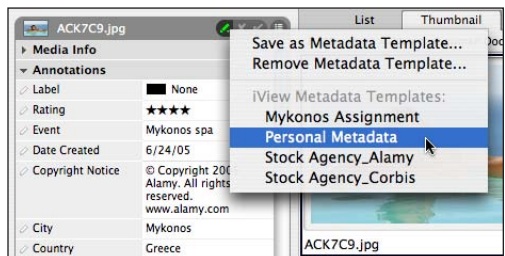 ACK7C9.jpg
Media Info
Annotations
Label None
Rating ★★★★
Event Mykonos spa
Date Created 6/24/05
Copyright Notice © Copyright 200
Alamy. All rights
reserved.
www.alamy.com
City Mykonos
Country Greece
List Thumbnail
Save as Metadata Template...
Remove Metadata Template...
iView Metadata Templates:
Mykonos Assignment
Personal Metadata
Stock Agency_Alamy
Stock Agency_Corbis
ACK7C9.jpg